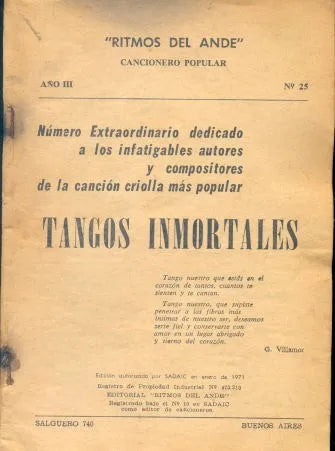 "RITMOS DEL ANDE"
CANCIONERO POPULAR
AÑO III Nº 25
Número Extraordinario dedicado
a los infatigables autores
y compositores
de la canción criolla más popular
TANGOS INMORTALES
Tango nuestro que estás en el
corazón de tantos, cuantos te
sienten y te cantan.
Tango nuestro, que supiste
penetrar a las fibras más
íntimas de nuestro ser, deseamos
serte fiel y conservarte con
amor en un lugar abrigado
y tierno del corazón.
G. Villamor
Edición autorizada por SADAIC en enero de 1971
Registro de Propiedad Industrial Nº
EDITORIAL "RITMOS DEL ANDE"
Registrado bajo el Nº 18 en SADAIC
como editor de cancioneros.
SALGUERO 740 BUENOS AIRES